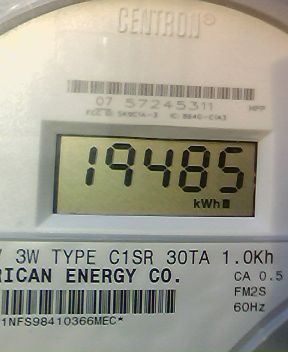 CENTRON®
07 57245311
19485
kWh
3W TYPE C1SR 30TA 1.0Kh
RICAN ENERGY CO.
CA 0.5
FM2S
60Hz
1NFS98410366MEC*